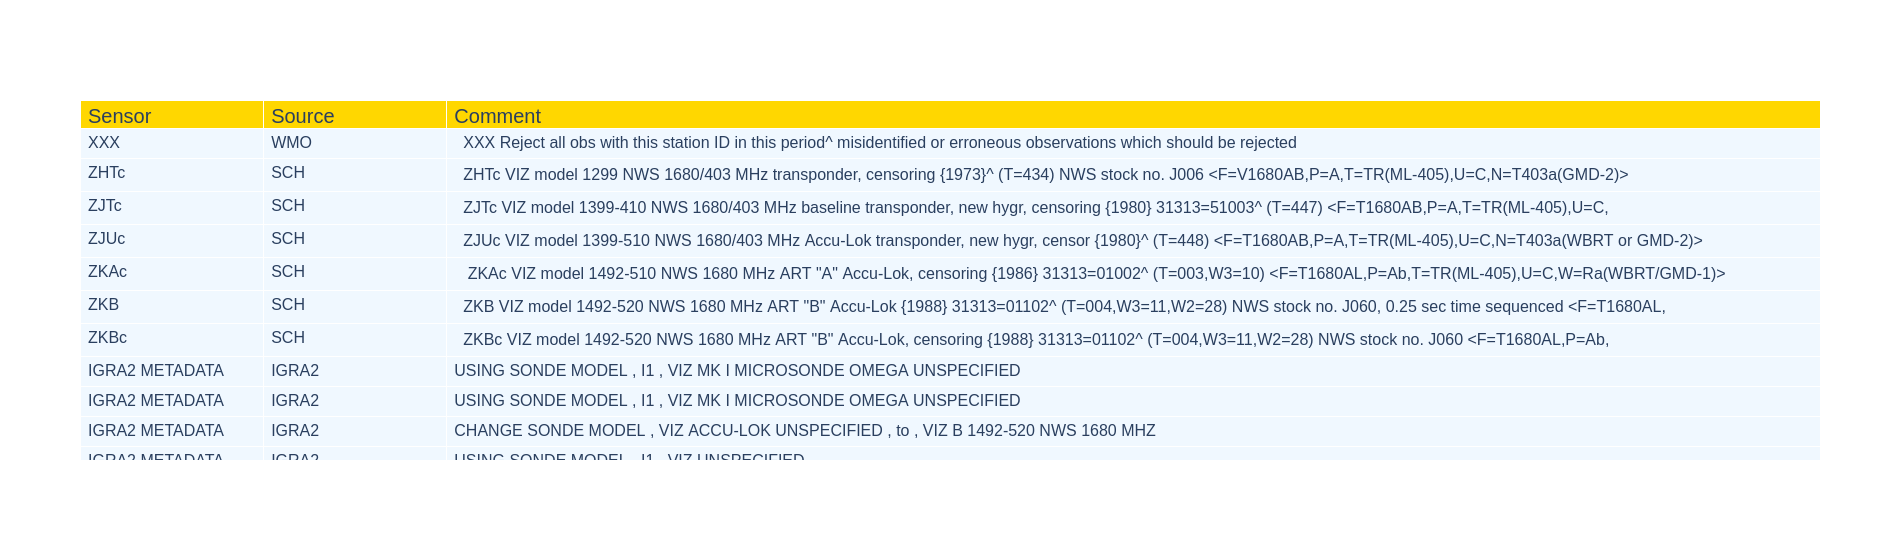 Sensor Source Comment
XXX WMO XXX Reject all obs with this station ID in this period^ misidentified or erroneous observations which should be rejected
ZHTc SCH ZHTc VIZ model 1299 NWS 1680/403 MHz transponder, censoring {1973}^ (T=434) NWS stock no. J006 <F=V1680AB,P=A,T=TR(ML-405),U=C,N=T403a(GMD-2)>
ZJTc SCH ZJTc VIZ model 1399-410 NWS 1680/403 MHz baseline transponder, new hygr, censoring {1980} 31313=51003^ (T=447) <F=T1680AB,P=A,T=TR(ML-405),U=C,
ZJUc SCH ZJUc VIZ model 1399-510 NWS 1680/403 MHz Accu-Lok transponder, new hygr, censor {1980}^ (T=448) <F=T1680AB,P=A,T=TR(ML-405),U=C,N=T403a(WBRT or GMD-2)>
ZKAc SCH ZKAc VIZ model 1492-510 NWS 1680 MHz ART "A" Accu-Lok, censoring {1986} 31313=01002^ (T=003,W3=10) <F=T1680AL,P=Ab,T=TR(ML-405),U=C,W=Ra(WBRT/GMD-1)>
ZKB SCH ZKB VIZ model 1492-520 NWS 1680 MHz ART "B" Accu-Lok {1988} 31313=01102^ (T=004,W3=11,W2=28) NWS stock no. J060, 0.25 sec time sequenced <F=T1680AL,
ZKBc SCH ZKBc VIZ model 1492-520 NWS 1680 MHz ART "B" Accu-Lok, censoring {1988} 31313=01102^ (T=004,W3=11,W2=28) NWS stock no. J060 <F=T1680AL,P=Ab,
IGRA2 METADATA IGRA2 USING SONDE MODEL , I1 , VIZ MK I MICROSONDE OMEGA UNSPECIFIED
IGRA2 METADATA IGRA2 USING SONDE MODEL , I1 , VIZ MK I MICROSONDE OMEGA UNSPECIFIED
IGRA2 METADATA IGRA2 CHANGE SONDE MODEL , VIZ ACCU-LOK UNSPECIFIED , to , VIZ B 1492-520 NWS 1680 MHZ
IGRA2 METADATA IGRA2 USING SONDE MODEL , I1 , VIZ UNSPECIFIED